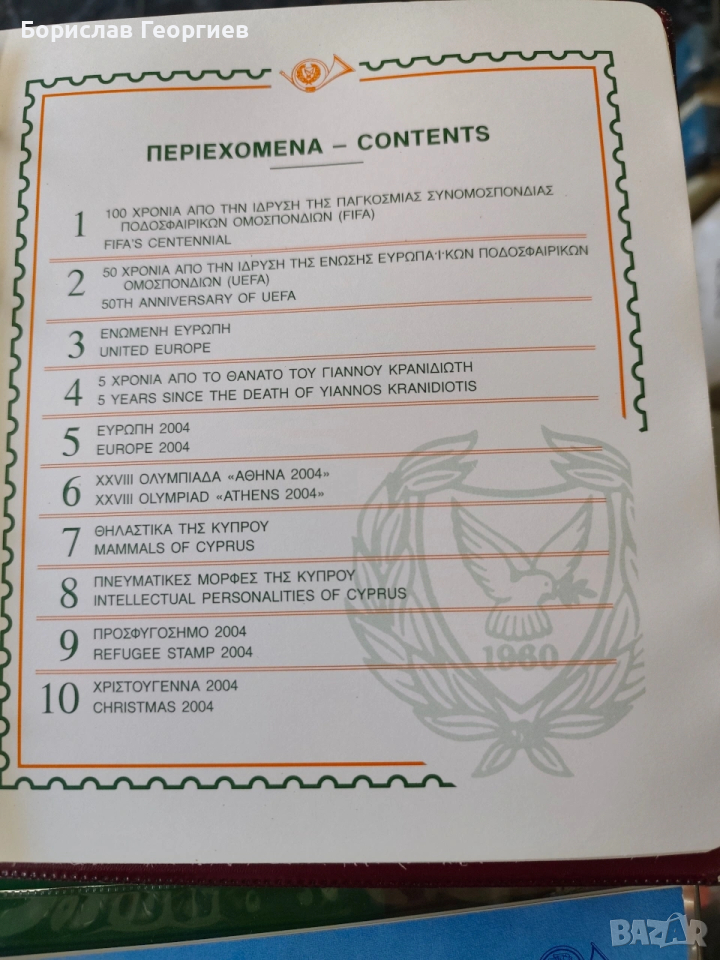 Борислав Георгиев
ΠΕΡΙΕΧΟΜΕΝΑ – CONTENTS
1 100 ΧΡΟΝΙΑ ΑΠΟ ΤΗΝ ΙΔΡΥΣΗ ΤΗΣ ΠΑΓΚΟΣΜΙΑΣ ΣΥΝΟΜΟΣΠΟΝΔΙΑΣ
ΠΟΔΟΣΦΑΙΡΙΚΩΝ ΟΜΟΣΠΟΝΔΙΩΝ (FIFA)
FIFA'S CENTENNIAL
2 50 ΧΡΟΝΙΑ ΑΠΟ ΤΗΝ ΙΔΡΥΣΗ ΤΗΣ ΕΝΩΣΗΣ ΕΥΡΩΠΑ·Ι·ΚΩΝ ΠΟΔΟΣΦΑΙΡΙΚΩΝ
ΟΜΟΣΠΟΝΔΙΩΝ (UEFA)
50TH ANNIVERSARY OF UEFA
3 ΕΝΩΜΕΝΗ ΕΥΡΩΠΗ
UNITED EUROPE
4 5 ΧΡΟΝΙΑ ΑΠΟ ΤΟ ΘΑΝΑΤΟ ΤΟΥ ΓΙΑΝΝΟΥ ΚΡΑΝΙΔΙΩΤΗ
5 YEARS SINCE THE DEATH OF YIANNOS KRANIDIOTIS
5 ΕΥΡΩΠΗ 2004
EUROPE 2004
6 XXVIII ΟΛΥΜΠΙΑΔΑ «ΑΘΗΝΑ 2004»
XXVIII OLYMPIAD «ATHENS 2004»
7 ΘΗΛΑΣΤΙΚΑ ΤΗΣ ΚΥΠΡΟΥ
MAMMALS OF CYPRUS
8 ΠΝΕΥΜΑΤΙΚΕΣ ΜΟΡΦΕΣ ΤΗΣ ΚΥΠΡΟΥ
INTELLECTUAL PERSONALITIES OF CYPRUS
9 ΠΡΟΣΦΥΓΟΣΗΜΟ 2004
REFUGEE STAMP 2004
1960
10 ΧΡΙΣΤΟΥΓΕΝΝΑ 2004
CHRISTMAS 2004
BAZAR